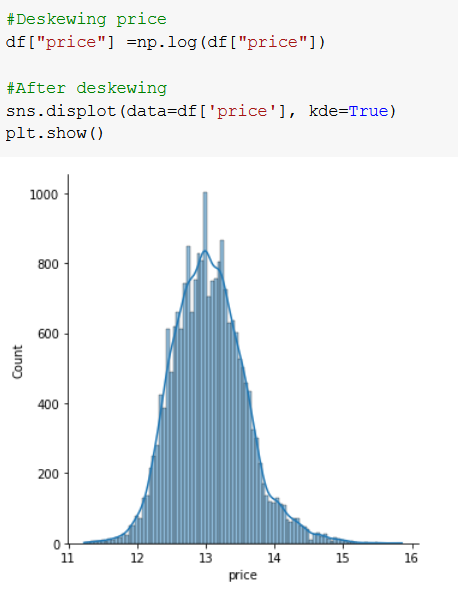 #Deskewing price
df["price"] =np.log(df["price"])
#After deskewing
sns.displot(data=df['price'], kde=True)
plt.show()
1000
800
600
400
200
0
Count
11 12 13 14 15 16
price